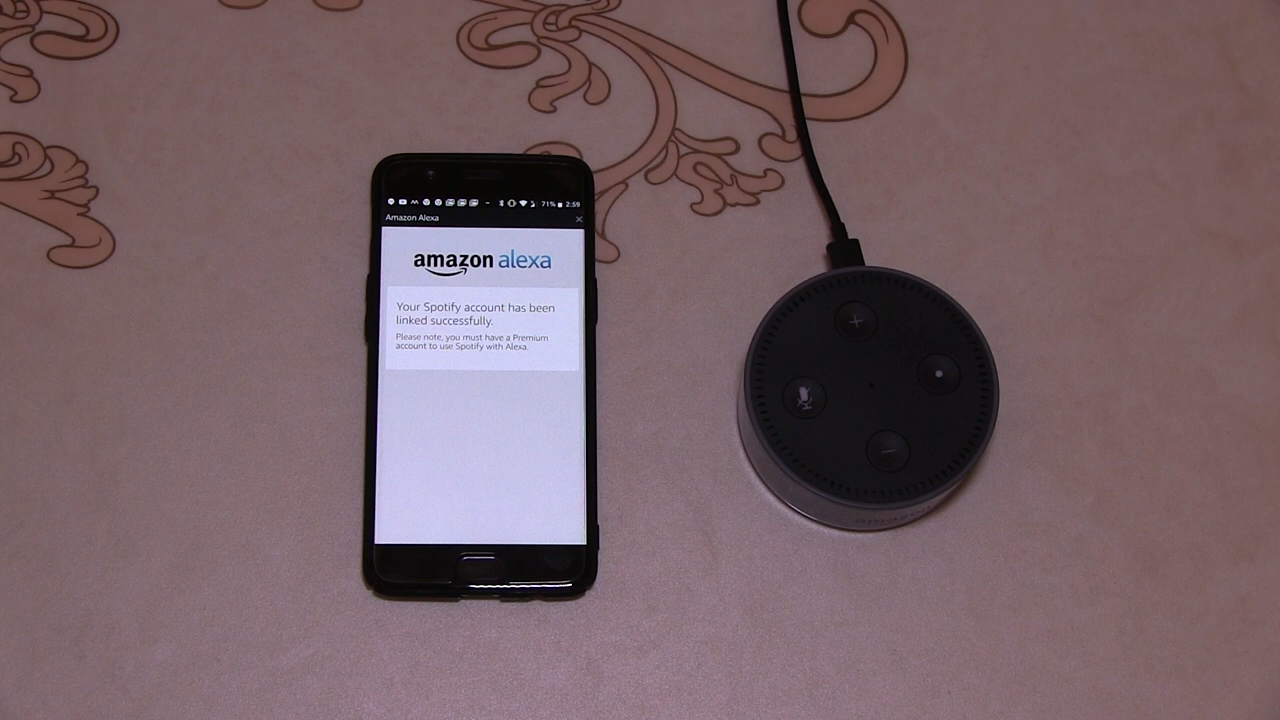 71% 2:59
Amazon Alexa
amazon alexa
Your Spotify account has been
linked successfully.
Please note, you must have a Premium
account to use Spotify with Alexa.
amazon